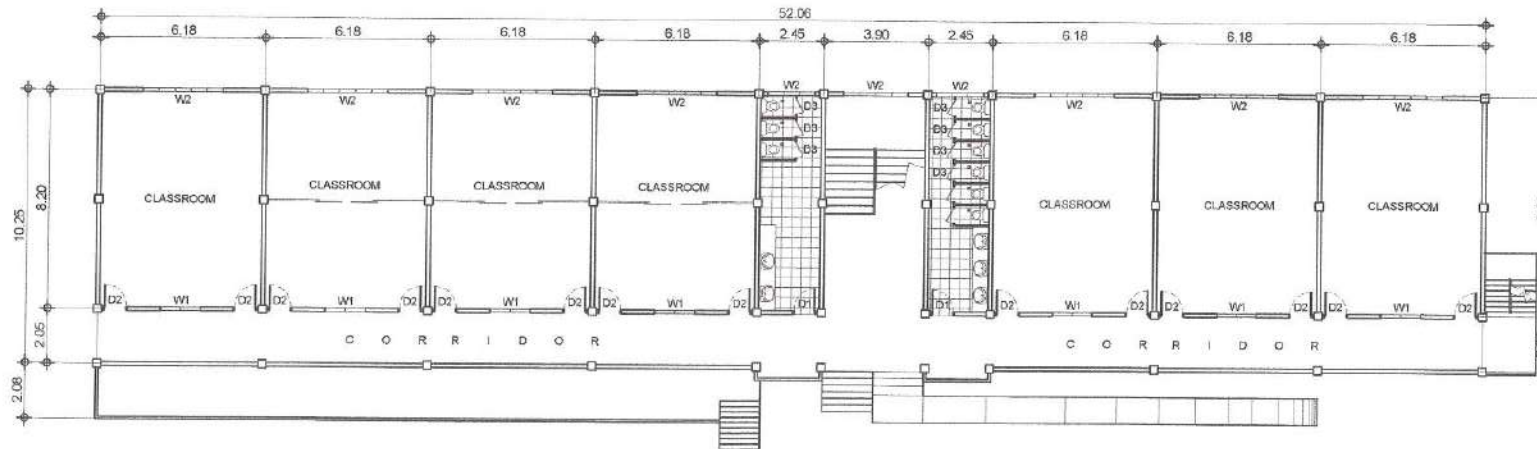 52.06
6.18 6.18 6.18 6.18 2.45 3.90 2.45 6.18 6.18 6.18
W2 W2 W2 W2 W2 W2 W2 W2 W2 W2
D3 D3
D3 D3
D3 D3
D3
10.25 8.20
CLASSROOM CLASSROOM CLASSROOM CLASSROOM CLASSROOM CLASSROOM CLASSROOM
D2 W1 D2 D2 W1 D2 D2 W1 D2 D2 W1 D2 D1 D1 D2 W1 D2 D2 W1 D2 D2 W1 D2
2.05
CORRIDOR CORRIDOR
2.08